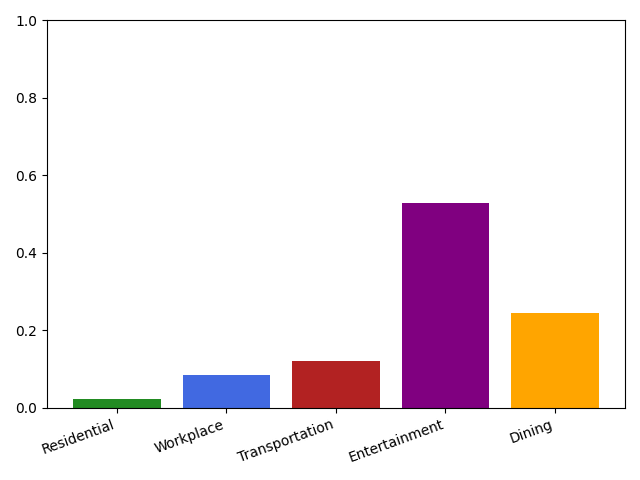 1.0
0.8
0.6
0.4
0.2
0.0
Residential
Workplace
Transportation
Entertainment
Dining